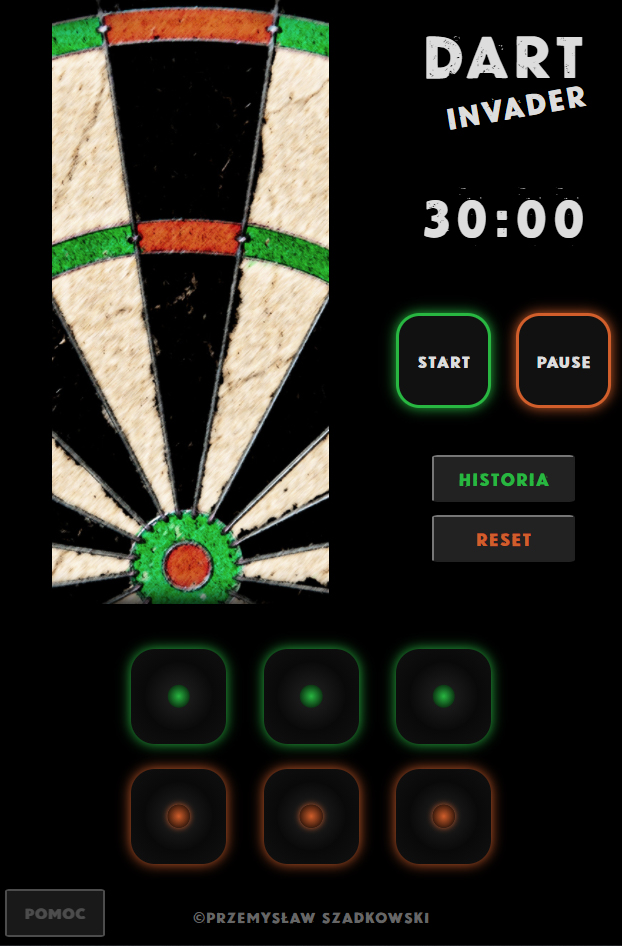 DART
INVADER
30:00
START
PAUSE
HISTORIA
RESET
POMOC
©PRZEMYSŁAW SZADKOWSKI